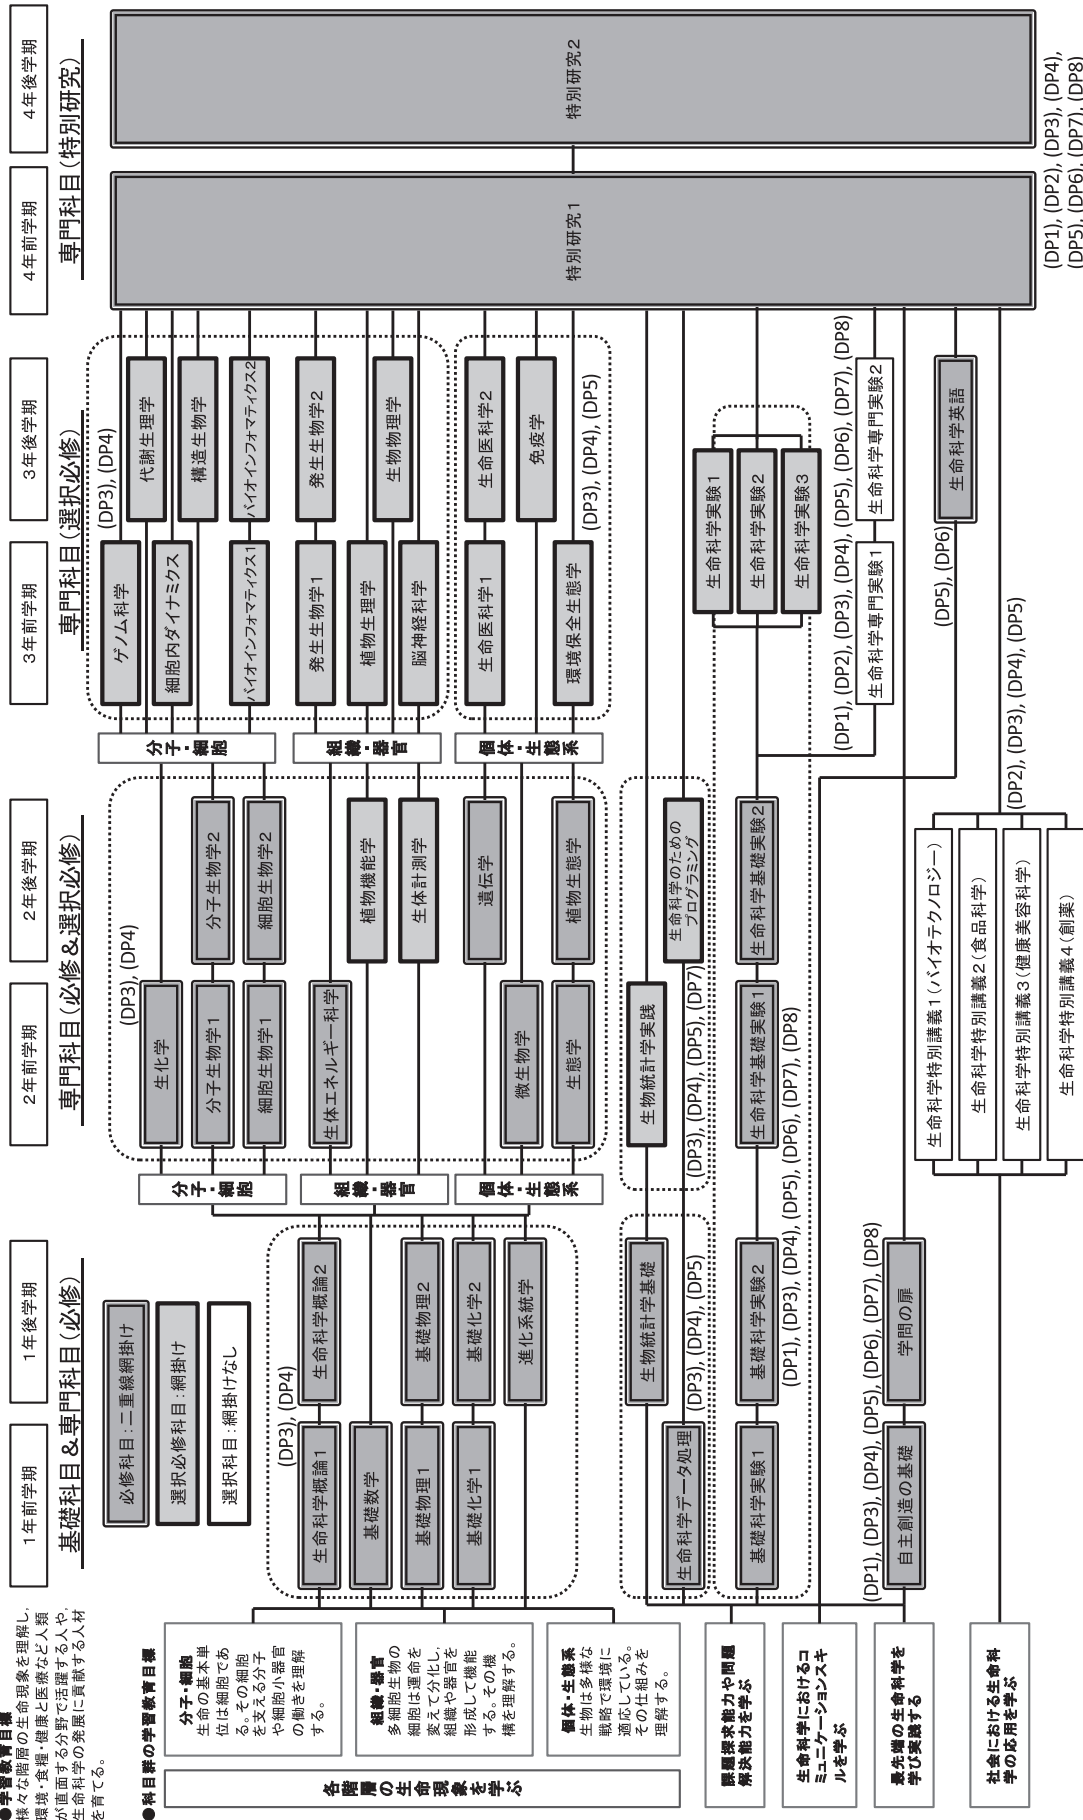 ●学習教育目標
様々な階層の生命現象を理解し、
環境・食糧・健康と医療など人類
が直面する分野で活躍する人や、
生命科学の発展に貢献する人材
を育てる。
●科目群の学習教育目標
各階層の生命現象を学ぶ
分子・細胞
生命の基本単
位は細胞であ
る。その細胞
を支える分子
や細胞小器官
の働きを理解
する。
組織・器官
多細胞生物の
細胞は運命を
変えて分化し、
組織や器官を
形成して機能
する。その機
構を理解する。
個体・生態系
生物は多様な
戦略で環境に
適応している。
その仕組みを
理解する。
課題探求能力や問題
解決能力を学ぶ
生命科学におけるコ
ミュニケーションスキ
ルを学ぶ
最先端の生命科学を
学び実践する
社会における生命科
学の応用を学ぶ
1年前学期
1年後学期
基礎科目&専門科目(必修)
必修科目:二重線網掛け
選択必修科目:網掛け
選択科目:網掛けなし
(DP3), (DP4)
生命科学概論1
生命科学概論2
基礎数学
基礎物理1
基礎物理2
基礎化学1
基礎化学2
進化系統学
生物統計学基礎
生命科学データ処理
(DP3), (DP4), (DP5)
基礎科学実験1
基礎科学実験2
(DP1), (DP3), (DP4), (DP5), (DP6), (DP7), (DP8)
(DP1), (DP3), (DP4), (DP5), (DP6), (DP7), (DP8)
自主創造の基礎
学問の扉
2年前学期
2年後学期
専門科目(必修&選択必修)
(DP3), (DP4)
分子・細胞
組織・器官
個体・生態系
生化学
分子生物学1
分子生物学2
細胞生物学1
細胞生物学2
生体エネルギー科学
植物機能学
生体計測学
遺伝学
微生物学
生態学
植物生態学
生物統計学実践
生命科学のための
プログラミング
(DP3), (DP4), (DP5), (DP7)
生命科学基礎実験1
生命科学基礎実験2
生命科学特別講義1(バイオテクノロジー)
生命科学特別講義2(食品科学)
生命科学特別講義3(健康美容科学)
生命科学特別講義4(創薬)
(DP2), (DP3), (DP4), (DP5)
3年前学期
3年後学期
専門科目(選択必修)
(DP3), (DP4)
分子・細胞
組織・器官
個体・生態系
ゲノム科学
代謝生理学
細胞内ダイナミクス
構造生物学
バイオインフォマティクス1
バイオインフォマティクス2
発生生物学1
発生生物学2
植物生理学
生物物理学
脳神経科学
生命医科学1
生命医科学2
免疫学
環境保全生態学
(DP3), (DP4), (DP5)
生命科学実験1
生命科学実験2
生命科学実験3
(DP1), (DP2), (DP3), (DP4), (DP5), (DP6), (DP7), (DP8)
生命科学専門実験1
生命科学専門実験2
(DP5), (DP6)
生命科学英語
4年前学期
4年後学期
専門科目(特別研究)
特別研究1
特別研究2
(DP1), (DP2), (DP3), (DP4),
(DP5), (DP6), (DP7), (DP8)